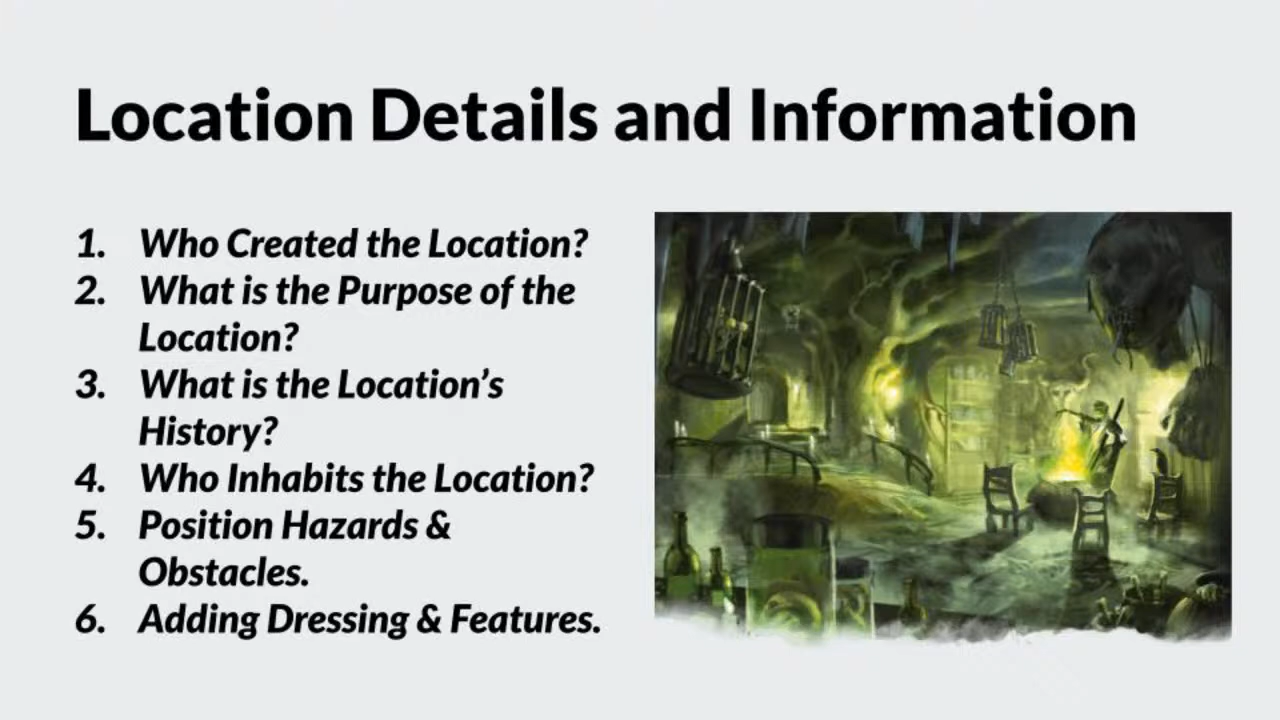 Location Details and Information
1. Who Created the Location?
2. What is the Purpose of the
Location?
3. What is the Location’s
History?
4. Who Inhabits the Location?
5. Position Hazards &
Obstacles.
6. Adding Dressing & Features.